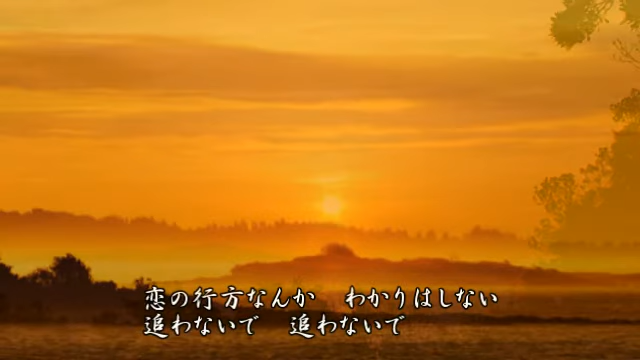 恋の行方なんか　わかりはしない
追わないで　追わないで